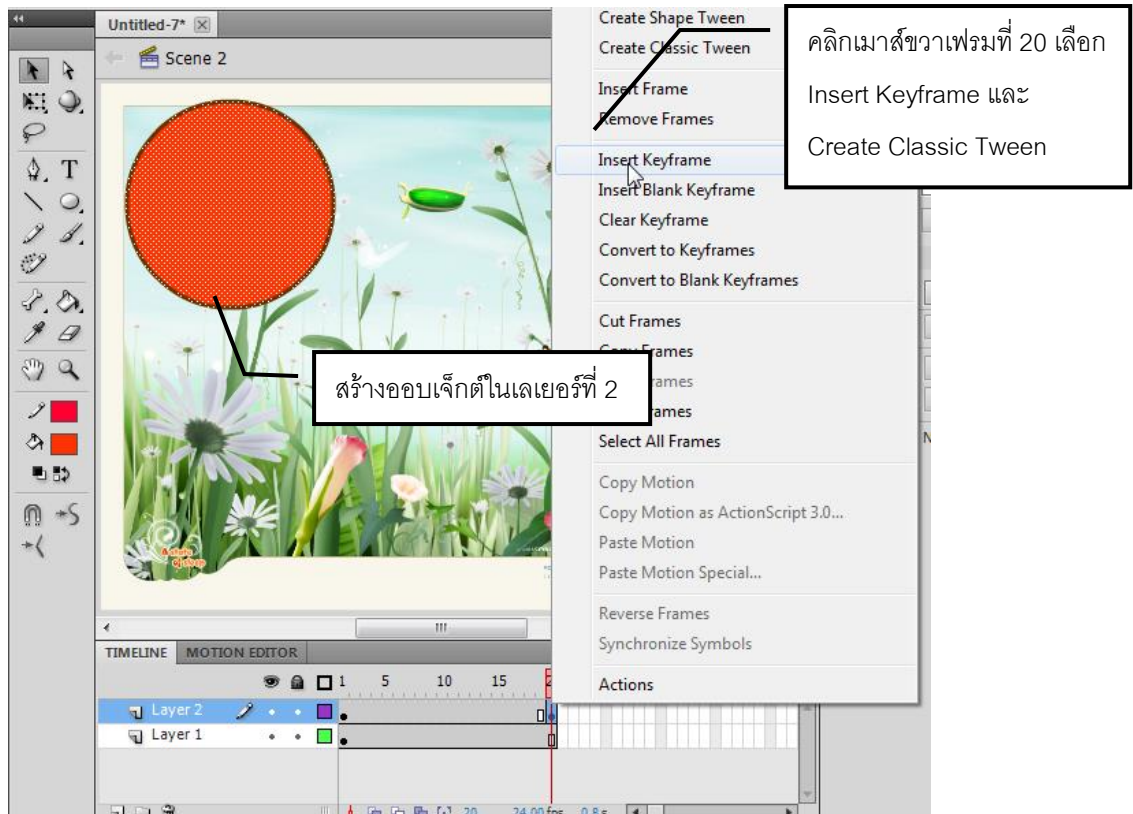 Untitled-7*
Scene 2
Create Shape Tween
Create Classic Tween
Insert Frame
Remove Frames
Insert Keyframe
Insert Blank Keyframe
Clear Keyframe
Convert to Keyframes
Convert to Blank Keyframes
Cut Frames
Copy Frames
Frames
Frames
Select All Frames
Copy Motion
Copy Motion as ActionScript 3.0...
Paste Motion
Paste Motion Special...
Reverse Frames
Synchronize Symbols
Actions
คลิกเมาส์ขวาเฟรมที่ 20 เลือก
Insert Keyframe และ
Create Classic Tween
สร้างออบเจ็กต์ในเลเยอร์ที่ 2
TIMELINE MOTION EDITOR
1 5 10 15
Layer 2
Layer 1
20 24.00 fps 0.8 s